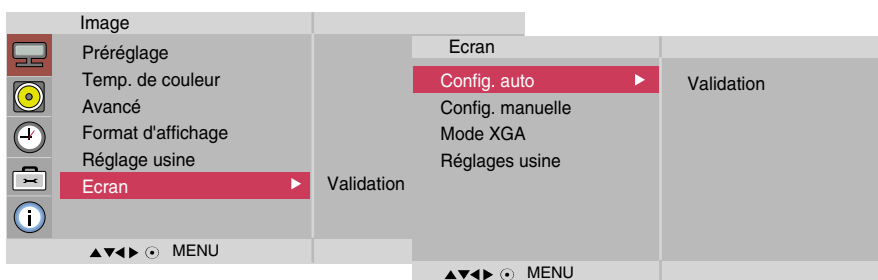 Image
Préréglage
Temp. de couleur
Avancé
Format d'affichage
Réglage usine
Ecran
Validation
MENU
Ecran
Config. auto
Validation
Config. manuelle
Mode XGA
Réglages usine
MENU